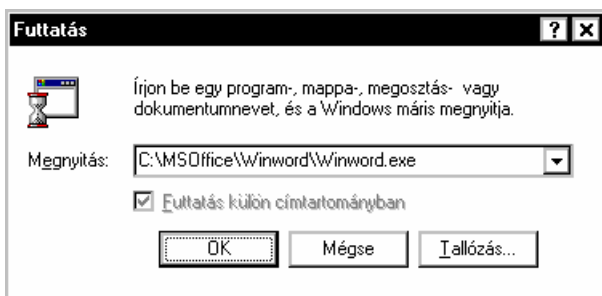 Futtatás
Írjon be egy program-, mappa-, megosztás- vagy
dokumentumnevet, és a Windows máris megnyitja.
Megnyitás: C:\MSOffice\Winword\Winword.exe
Futtatás külön címtartományban
OK Mégse Tallózás...